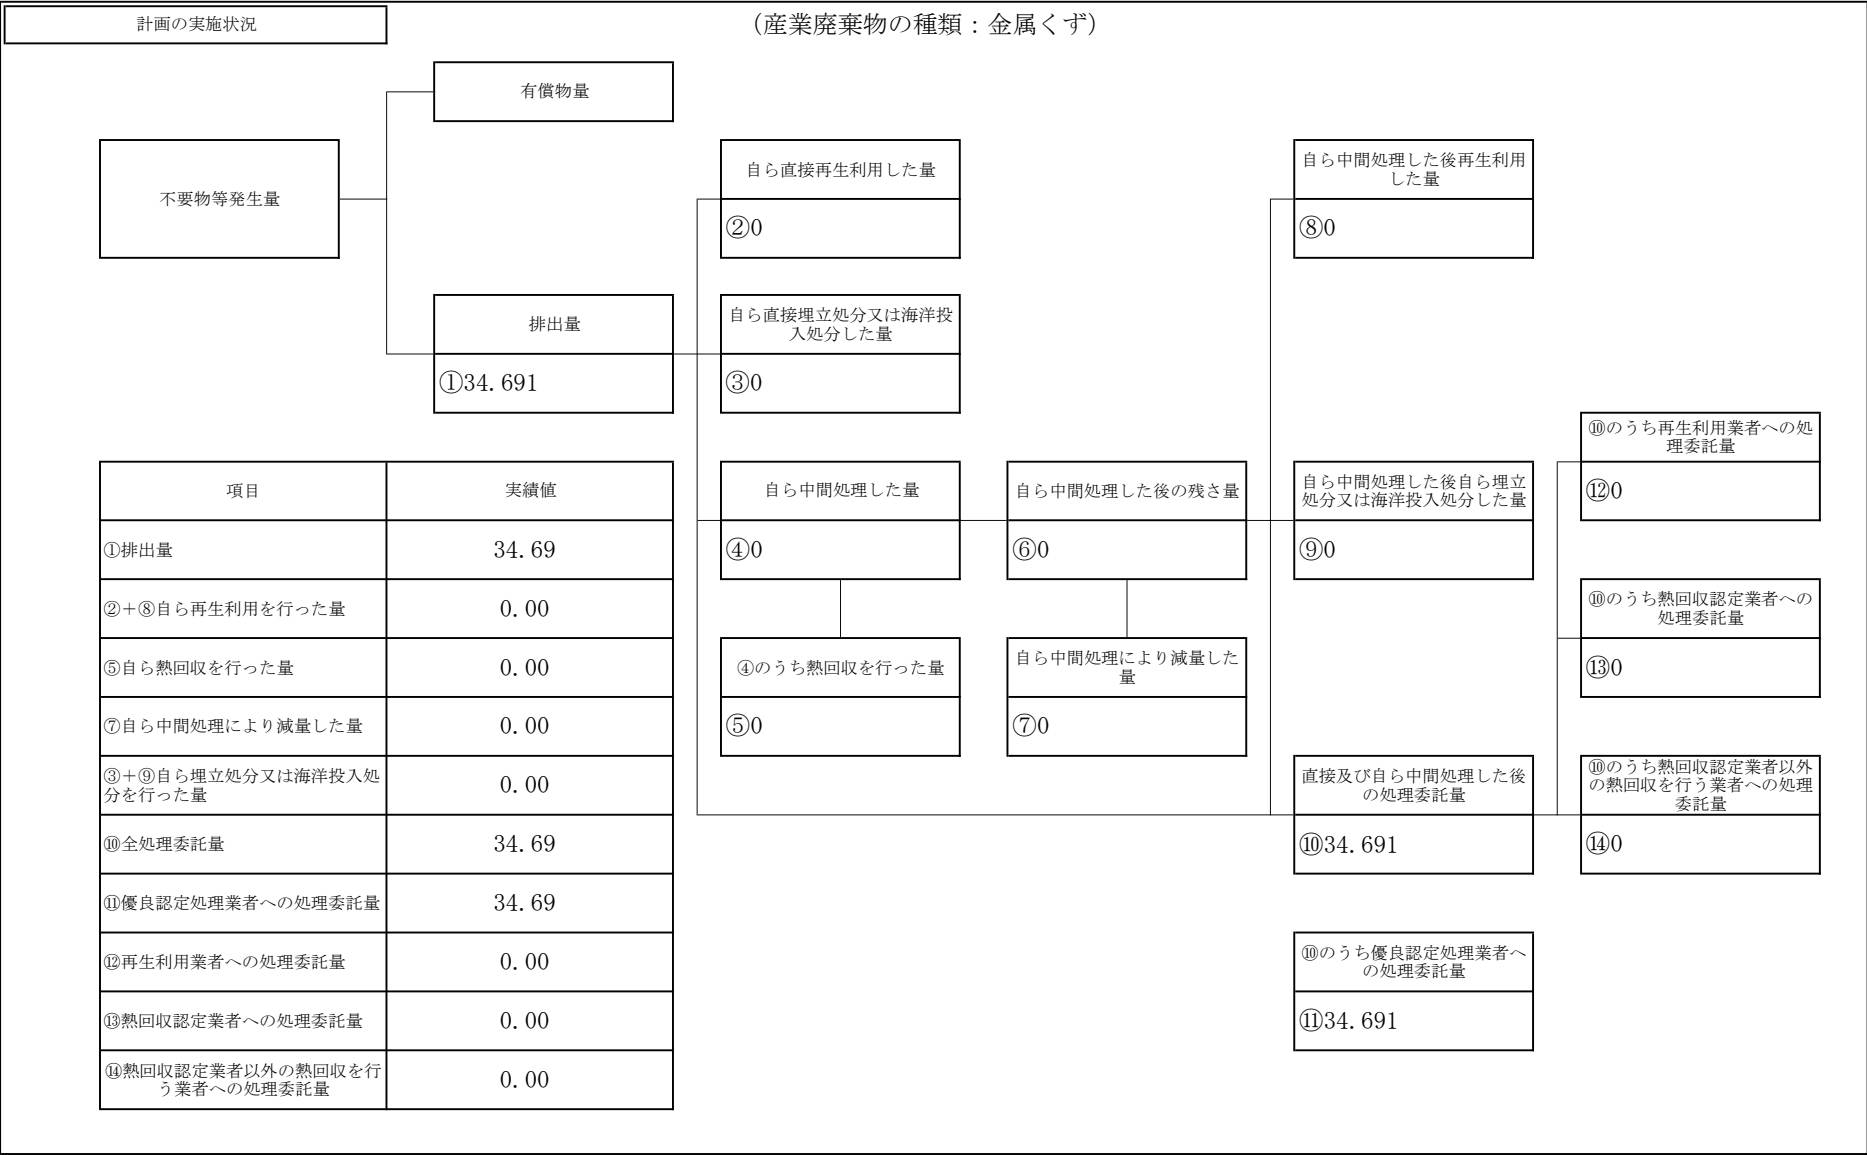 計画の実施状況
（産業廃棄物の種類：金属くず）
有償物量
不要物等発生量
自ら直接再生利用した量
②0
自ら中間処理した後再生利用
した量
⑧0
排出量
①34.691
自ら直接埋立処分又は海洋投
入処分した量
③0
⑩のうち再生利用業者への処
理委託量
⑫0
自ら中間処理した量
④0
自ら中間処理した後の残さ量
⑥0
自ら中間処理した後自ら埋立
処分又は海洋投入処分した量
⑨0
⑩のうち熱回収認定業者への
処理委託量
⑬0
④のうち熱回収を行った量
⑤0
自ら中間処理により減量した
量
⑦0
直接及び自ら中間処理した後
の処理委託量
⑩34.691
⑩のうち熱回収認定業者以外
の熱回収を行う業者への処理
委託量
⑭0
⑩のうち優良認定処理業者へ
の処理委託量
⑪34.691
項目 実績値
①排出量 34.69
②＋⑧自ら再生利用を行った量 0.00
⑤自ら熱回収を行った量 0.00
⑦自ら中間処理により減量した量 0.00
③＋⑨自ら埋立処分又は海洋投入処
分を行った量 0.00
⑩全処理委託量 34.69
⑪優良認定処理業者への処理委託量 34.69
⑫再生利用業者への処理委託量 0.00
⑬熱回収認定業者への処理委託量 0.00
⑭熱回収認定業者以外の熱回収を行
う業者への処理委託量 0.00